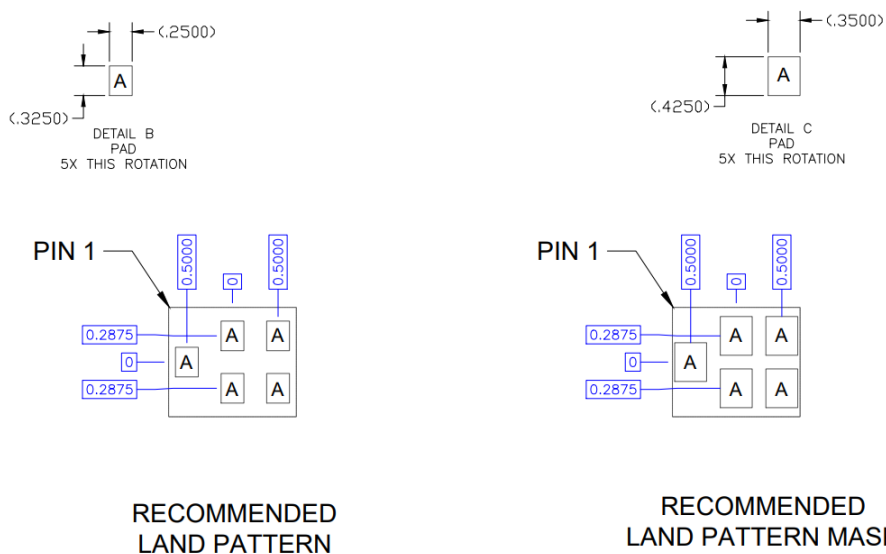 (.2500)
A
(.3250)
DETAIL B
PAD
5X THIS ROTATION
(.3500)
A
(.4250)
DETAIL C
PAD
5X THIS ROTATION
PIN 1
0.5000
0
0.5000
0.2875
A
A
0
A
0.2875
A
A
RECOMMENDED
LAND PATTERN
PIN 1
0.5000
0
0.5000
0.2875
A
A
0
A
0.2875
A
A
RECOMMENDED
LAND PATTERN MAS